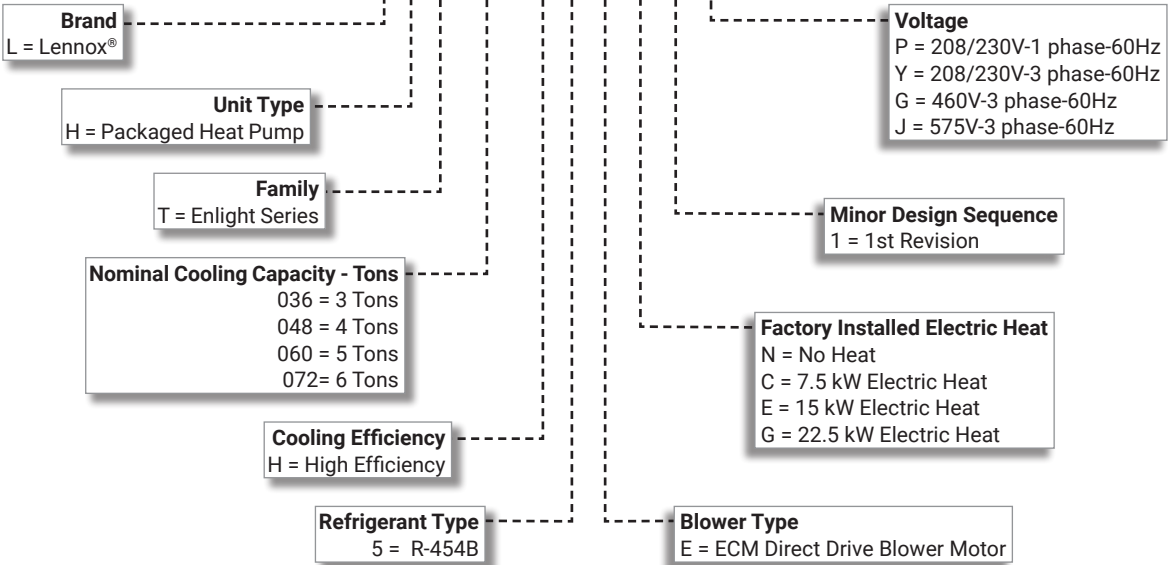 Brand
L = Lennox®
Unit Type
H = Packaged Heat Pump
Family
T = Enlight Series
Nominal Cooling Capacity - Tons
036 = 3 Tons
048 = 4 Tons
060 = 5 Tons
072= 6 Tons
Cooling Efficiency
H = High Efficiency
Refrigerant Type
5 = R-454B
Voltage
P = 208/230V-1 phase-60Hz
Y = 208/230V-3 phase-60Hz
G = 460V-3 phase-60Hz
J = 575V-3 phase-60Hz
Minor Design Sequence
1 = 1st Revision
Factory Installed Electric Heat
N = No Heat
C = 7.5 kW Electric Heat
E = 15 kW Electric Heat
G = 22.5 kW Electric Heat
Blower Type
E = ECM Direct Drive Blower Motor